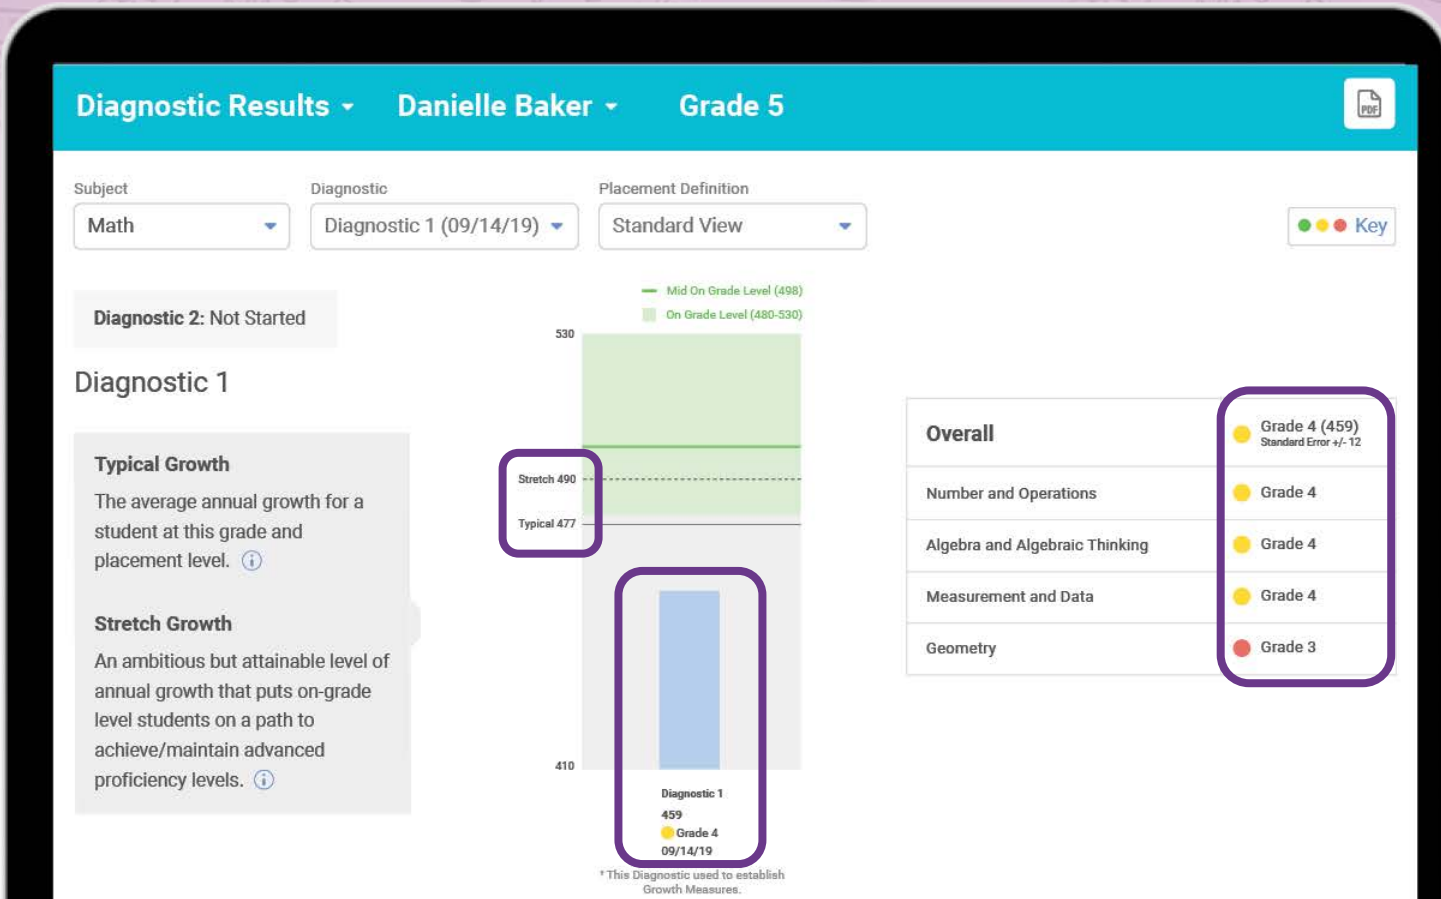 Diagnostic Results Danielle Baker Grade 5
PDF
Subject
Math
Diagnostic
Diagnostic 1 (09/14/19)
Placement Definition
Standard View
Key
Diagnostic 2: Not Started
Diagnostic 1
Typical Growth
The average annual growth for a
student at this grade and
placement level.
Stretch Growth
An ambitious but attainable level of
annual growth that puts on-grade
level students on a path to
achieve/maintain advanced
proficiency levels.
Mid On Grade Level (498)
On Grade Level (480-530)
530
Stretch 490
Typical 477
410
Diagnostic 1
459
Grade 4
09/14/19
† This Diagnostic used to establish
Growth Measures.
Overall
Grade 4 (459)
Standard Error +/- 12
Number and Operations
Grade 4
Algebra and Algebraic Thinking
Grade 4
Measurement and Data
Grade 4
Geometry
Grade 3